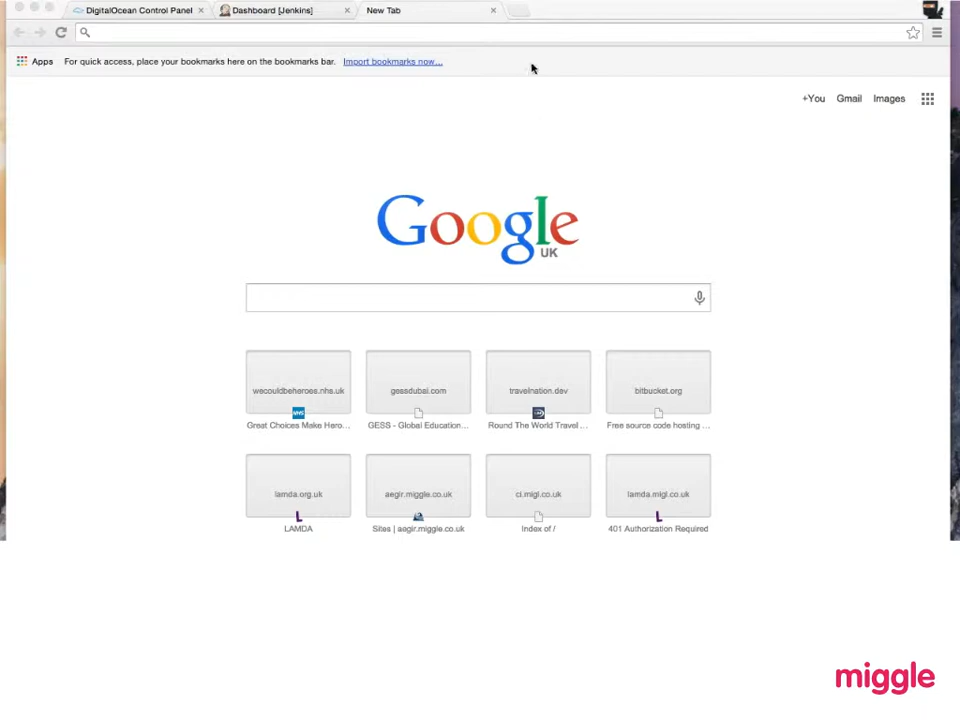 DigitalOcean Control Panel
Dashboard [Jenkins]
New Tab
Apps For quick access, place your bookmarks here on the bookmarks bar. Import bookmarks now...
+You Gmail Images
Google
UK
wecouldbeheroes.nhs.uk gessdubai.com travelnation.dev bitbucket.org
NHS
Great Choices Make Hero... GESS - Global Education... Round The World Travel ... Free source code hosting ...
lamda.org.uk aegir.miggle.co.uk ci.migl.co.uk lamda.migl.co.uk
L L
LAMDA Sites | aegir.miggle.co.uk Index of / 401 Authorization Required
miggle